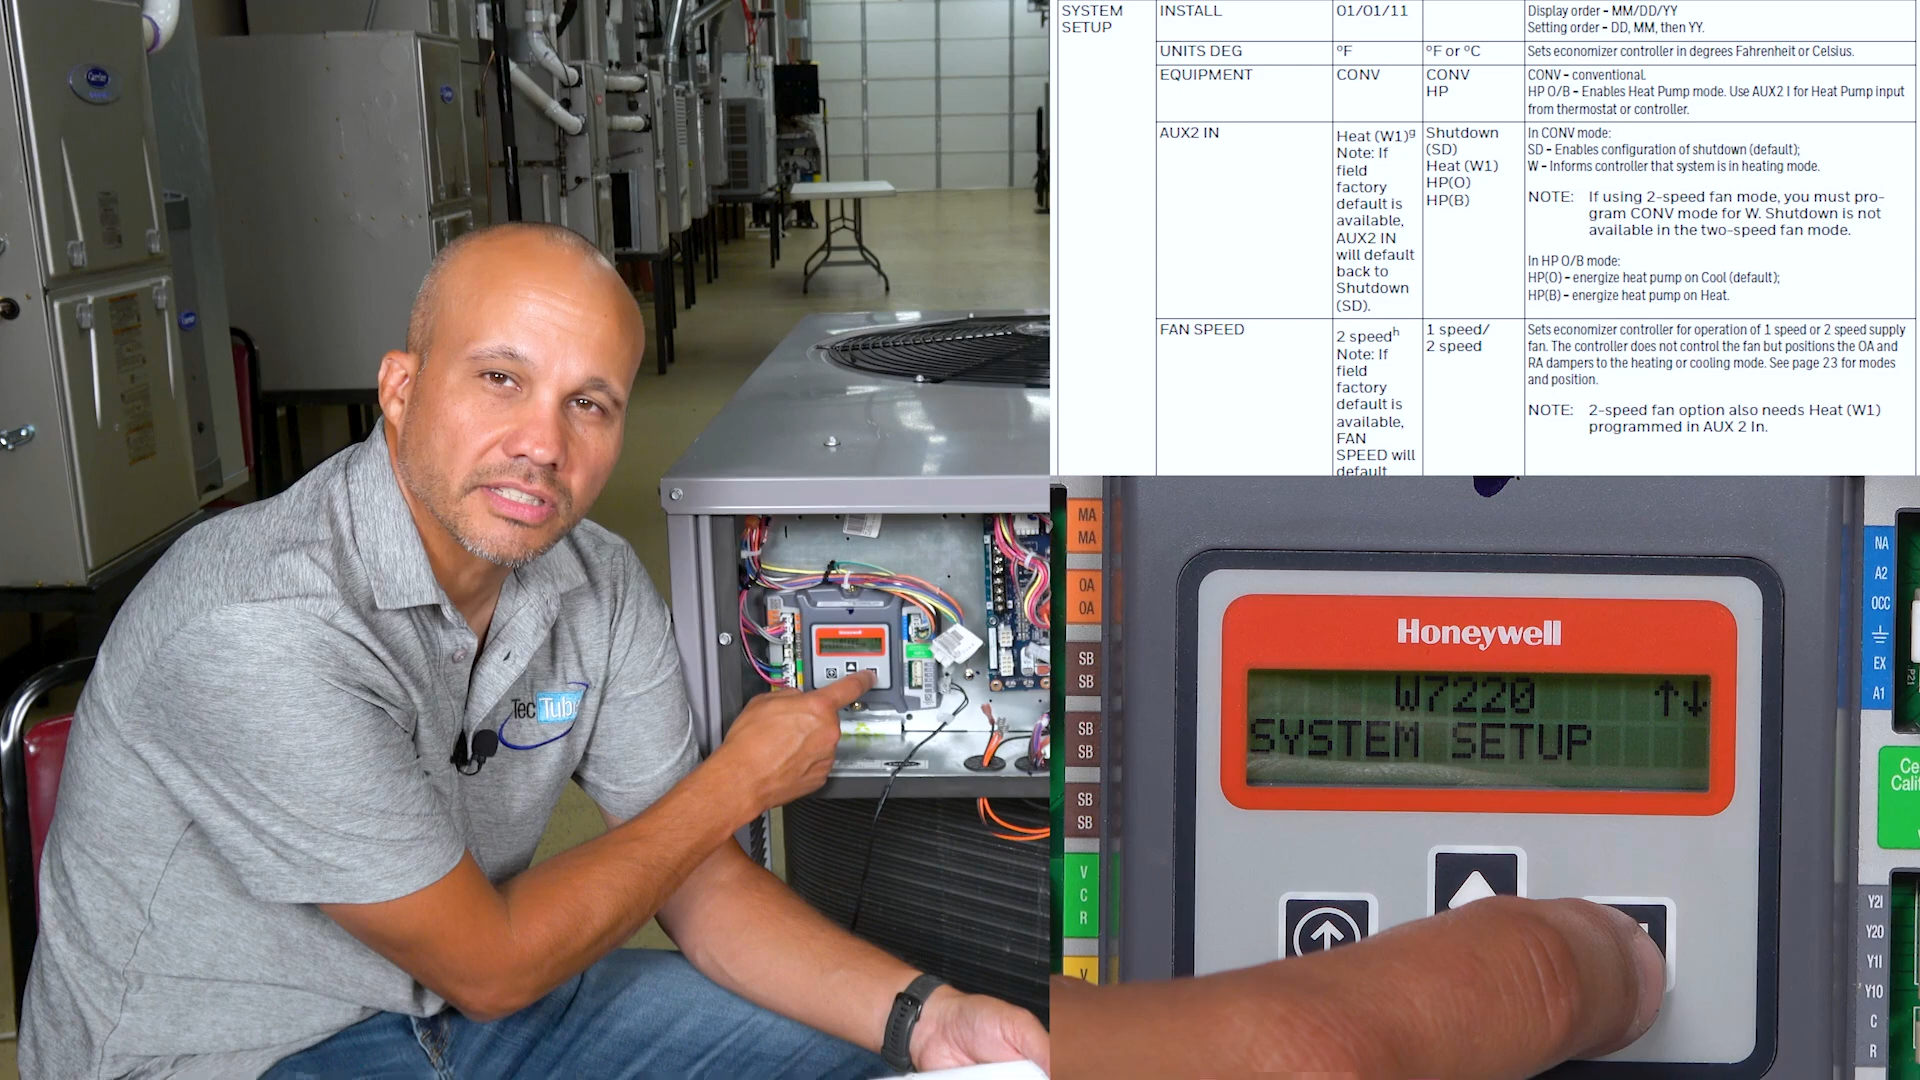 SYSTEM
SETUP
INSTALL
01/01/11
Display order – MM/DD/YY
Setting order – DD, MM, then YY.
UNITS DEG
ºF
ºF or ºC
Sets economizer controller in degrees Fahrenheit or Celsius.
EQUIPMENT
CONV
CONV
HP
CONV – conventional.
HP O/B – Enables Heat Pump mode. Use AUX2 I for Heat Pump input
from thermostat or controller.
AUX2 IN
Heat (W1)g
Note: If
field
factory
default is
available,
AUX2 IN
will default
back to
Shutdown
(SD).
Shutdown
(SD)
Heat (W1)
HP(O)
HP(B)
In CONV mode:
SD – Enables configuration of shutdown (default);
W – Informs controller that system is in heating mode.
NOTE: If using 2-speed fan mode, you must pro-
gram CONV mode for W. Shutdown is not
available in the two-speed fan mode.
In HP O/B mode:
HP(O) – energize heat pump on Cool (default);
HP(B) – energize heat pump on Heat.
FAN SPEED
2 speedh
Note: If
field
factory
default is
available,
FAN
SPEED will
default
1 speed/
2 speed
Sets economizer controller for operation of 1 speed or 2 speed supply
fan. The controller does not control the fan but positions the OA and
RA dampers to the heating or cooling mode. See page 23 for modes
and position.
NOTE: 2-speed fan option also needs Heat (W1)
programmed in AUX 2 In.
Carrier
TecTub
MA
MA
OA
OA
SB
SB
SB
SB
SB
SB
V
C
R
V
Honeywell
W7220 ↑↓
SYSTEM SETUP
NA
A2
OCC
EX
A1
P21
Ce
Calif
Y2I
Y2O
Y1I
Y1O
C
R